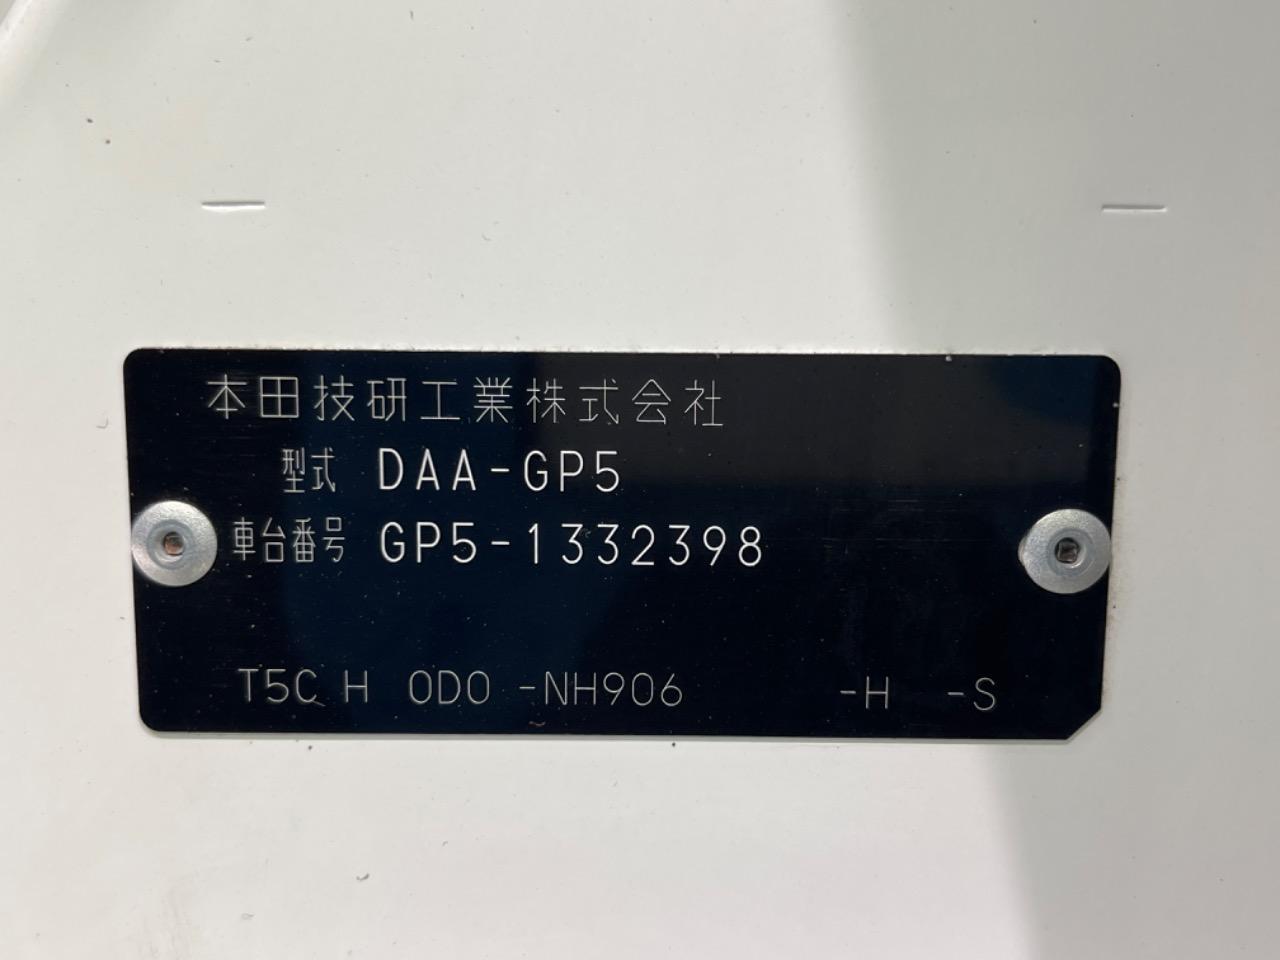 本田技研工業株式会社
型式 DAA-GP5
車台番号 GP5-1332398
T5C H 0D0 -NH906 -H -S